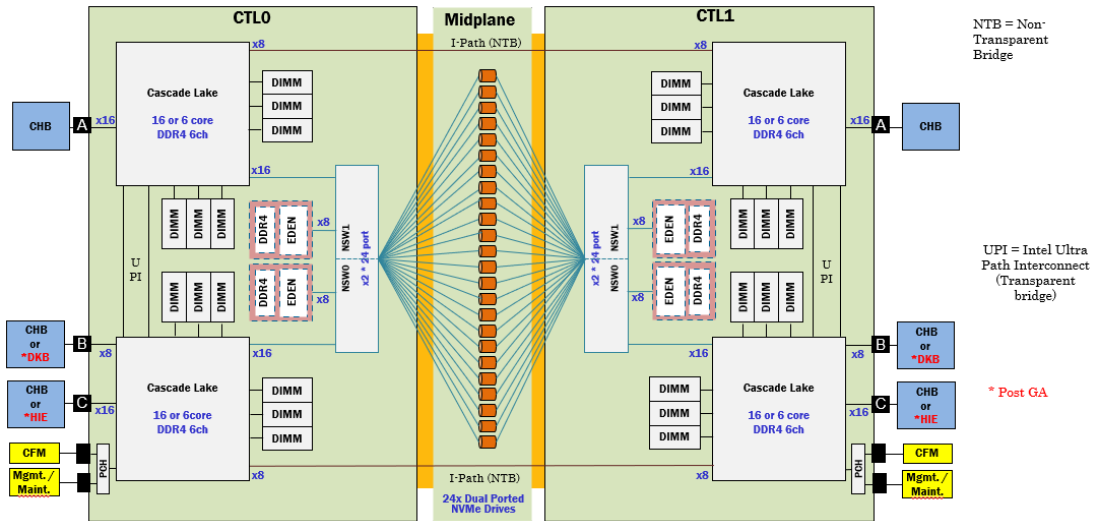 CTL0
Midplane
CTL1
NTB = Non-
Transparent
Bridge
x8
I-Path (NTB)
x8
Cascade Lake
16 or 6 core
DDR4 6ch
DIMM
DIMM
DIMM
DIMM
DIMM
DIMM
Cascade Lake
16 or 6 core
DDR4 6ch
CHB
A
x16
x16
A
CHB
x16
x16
DIMM
DIMM
DIMM
DDR4
EDEN
x8
NSW1
NSW0
x2 * 24 port
DDR4
EDEN
x8
x2 * 24 port
NSW1
NSW0
x8
EDEN
DDR4
x8
EDEN
DDR4
DIMM
DIMM
DIMM
U
PI
U
PI
UPI = Intel Ultra
Path Interconnect
(Transparent
bridge)
DIMM
DIMM
DIMM
DIMM
DIMM
DIMM
CHB
or
*DKB
B
x8
x16
x16
x8
B
CHB
or
*DKB
Cascade Lake
16 or 6core
DDR4 6ch
DIMM
DIMM
DIMM
DIMM
DIMM
DIMM
Cascade Lake
16 or 6 core
DDR4 6ch
CHB
or
*HIE
C
x16
x16
C
CHB
or
*HIE
* Post GA
CFM
Mgmt. /
Maint.
PCH
x8
I-Path (NTB)
x8
PCH
CFM
Mgmt. /
Maint.
24x Dual Ported
NVMe Drives